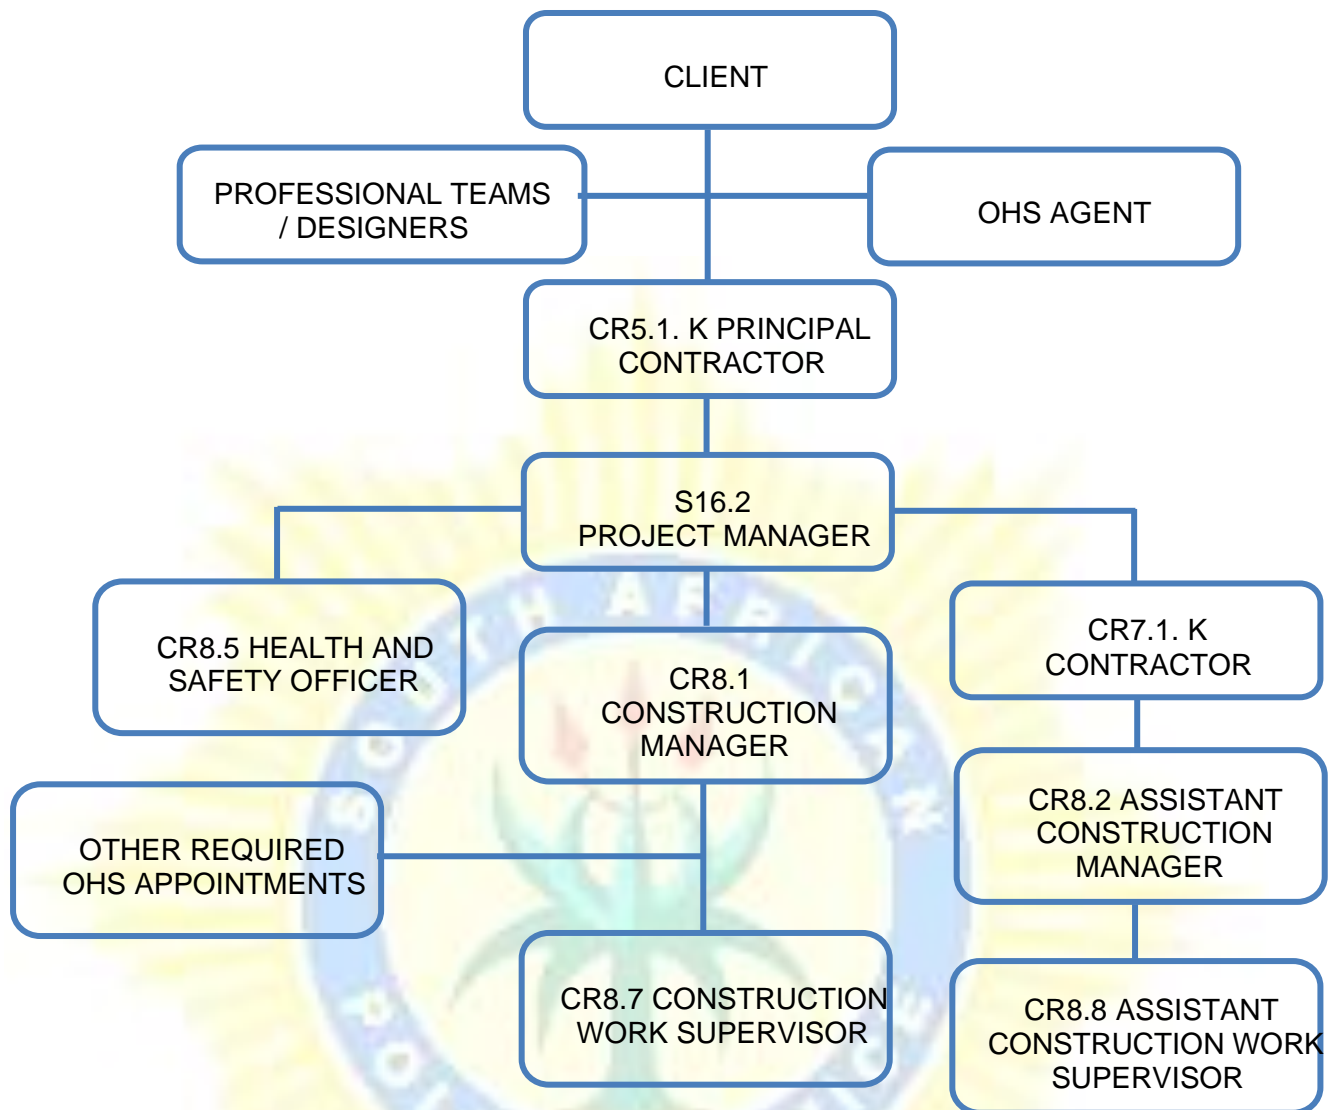 CLIENT
PROFESSIONAL TEAMS
/ DESIGNERS
OHS AGENT
CR5.1. K PRINCIPAL
CONTRACTOR
S16.2
PROJECT MANAGER
CR8.5 HEALTH AND
SAFETY OFFICER
CR8.1
CONSTRUCTION
MANAGER
CR7.1. K
CONTRACTOR
OTHER REQUIRED
OHS APPOINTMENTS
CR8.2 ASSISTANT
CONSTRUCTION
MANAGER
CR8.7 CONSTRUCTION
WORK SUPERVISOR
CR8.8 ASSISTANT
CONSTRUCTION WORK
SUPERVISOR
SOUTH AFRICAN